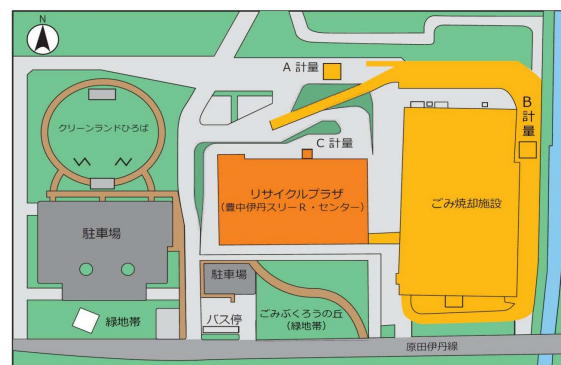 N
A 計量
B
計
量
クリーンランドひろば
C 計量
リサイクルプラザ
(豊中伊丹スリーR・センター)
ごみ焼却施設
駐車場
駐車場
緑地帯
バス停
ごみぶくろうの丘
(緑地帯)
原田伊丹線